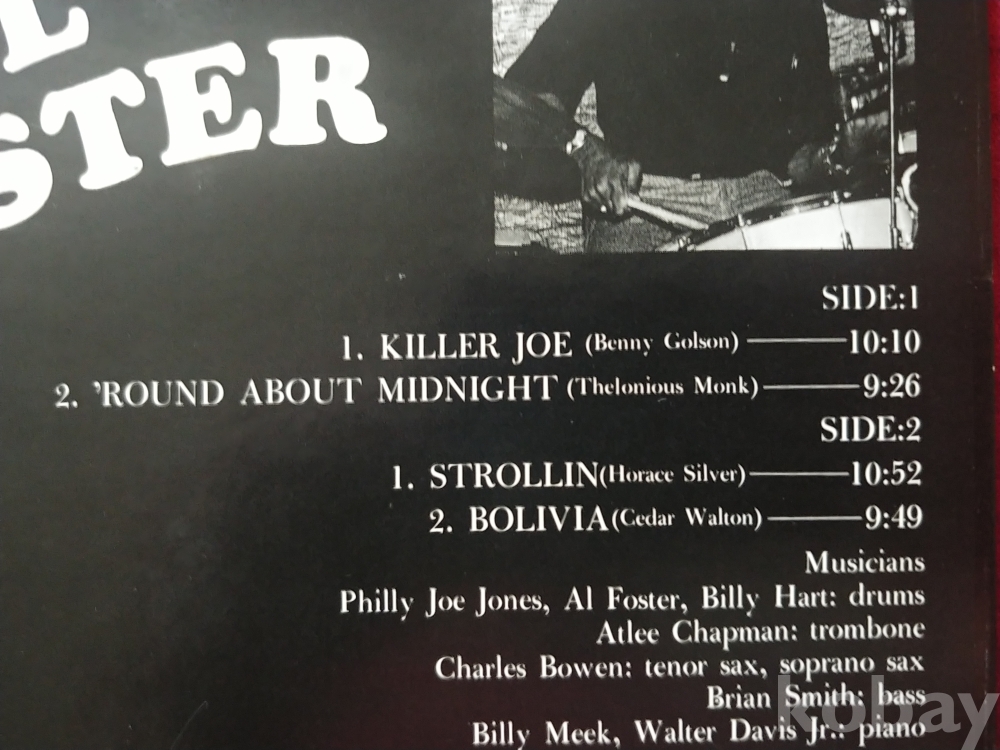 L
STER
SIDE:1
1. KILLER JOE (Benny Golson) 10:10
2. 'ROUND ABOUT MIDNIGHT (Thelonious Monk) 9:26
SIDE:2
1. STROLLIN(Horace Silver) 10:52
2. BOLIVIA(Cedar Walton) 9:49
Musicians
Philly Joe Jones, Al Foster, Billy Hart: drums
Atlee Chapman: trombone
Charles Bowen: tenor sax, soprano sax
Brian Smith: bass
Billy Meek, Walter Davis Jr.: piano
kobay